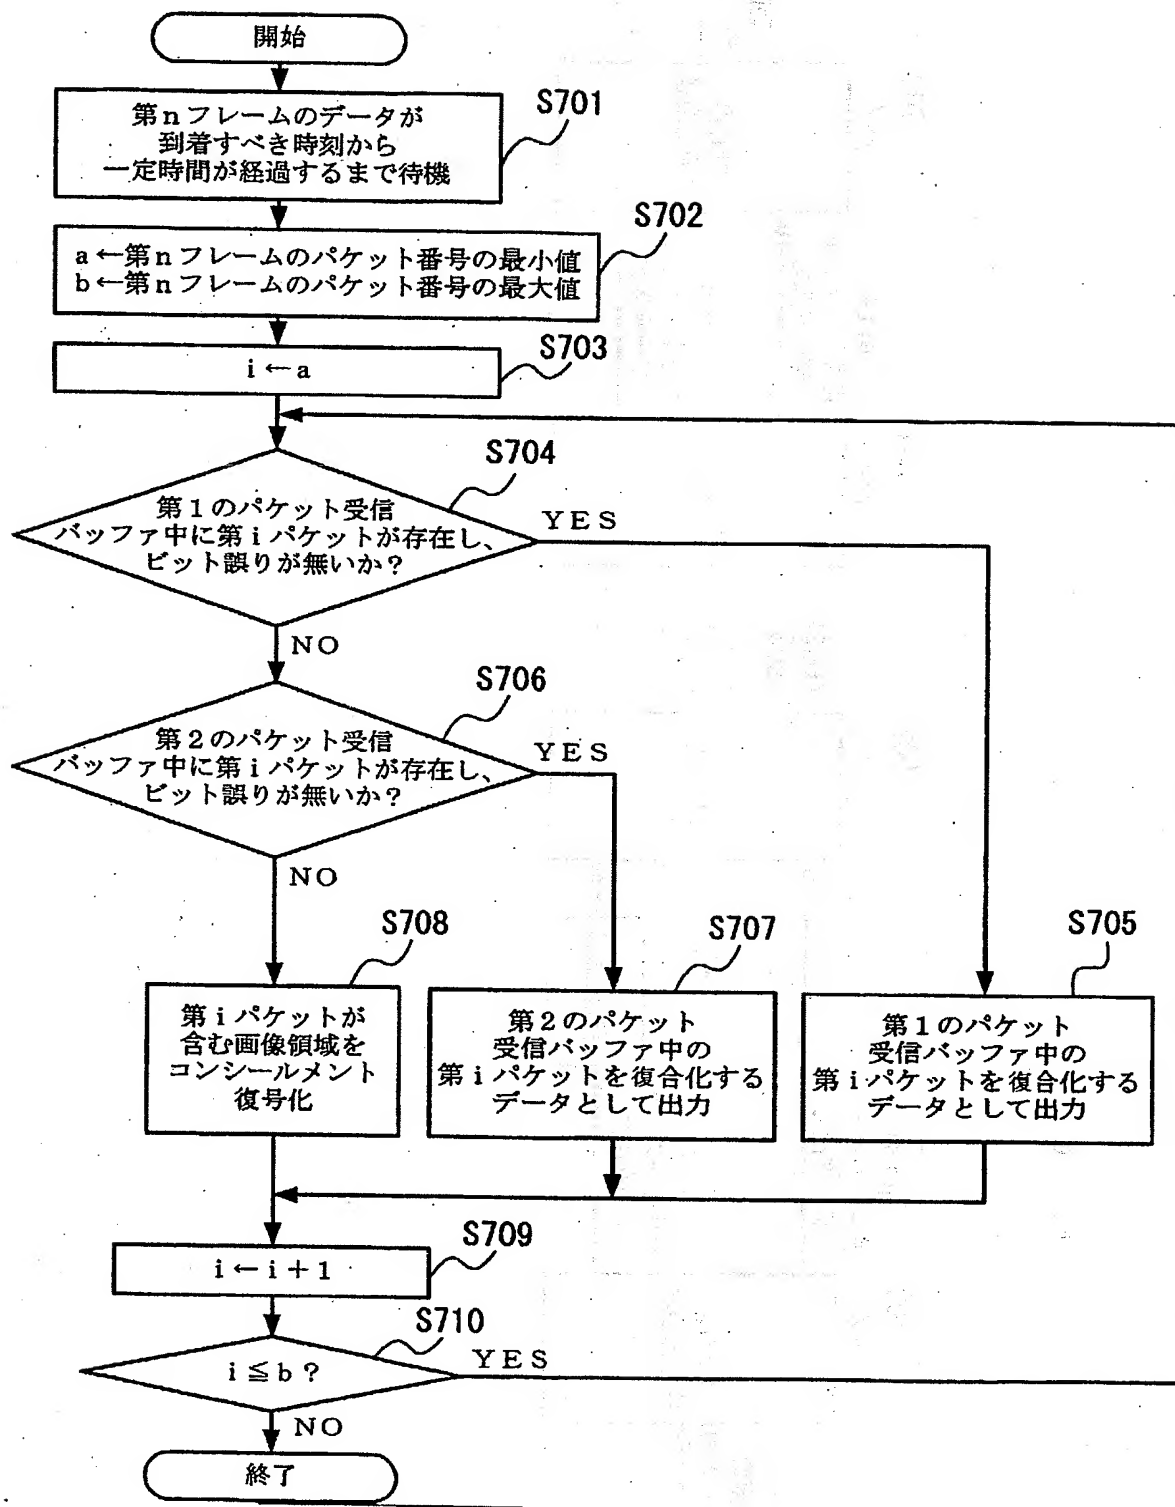 開始
第nフレームのデータが
到着すべき時刻から
一定時間が経過するまで待機
S701
a←第nフレームのパケット番号の最小値
b←第nフレームのパケット番号の最大値
S702
i←a
S703
第1のパケット受信
バッファ中に第iパケットが存在し、
ビット誤りが無いか?
S704
YES
NO
第2のパケット受信
バッファ中に第iパケットが存在し、
ビット誤りが無いか?
S706
YES
NO
S708
第iパケットが
含む画像領域を
コンシールメント
復号化
S707
第2のパケット
受信バッファ中の
第iパケットを復合化する
データとして出力
S705
第1のパケット
受信バッファ中の
第iパケットを復合化する
データとして出力
i←i+1
S709
i≦b?
S710
YES
NO
終了